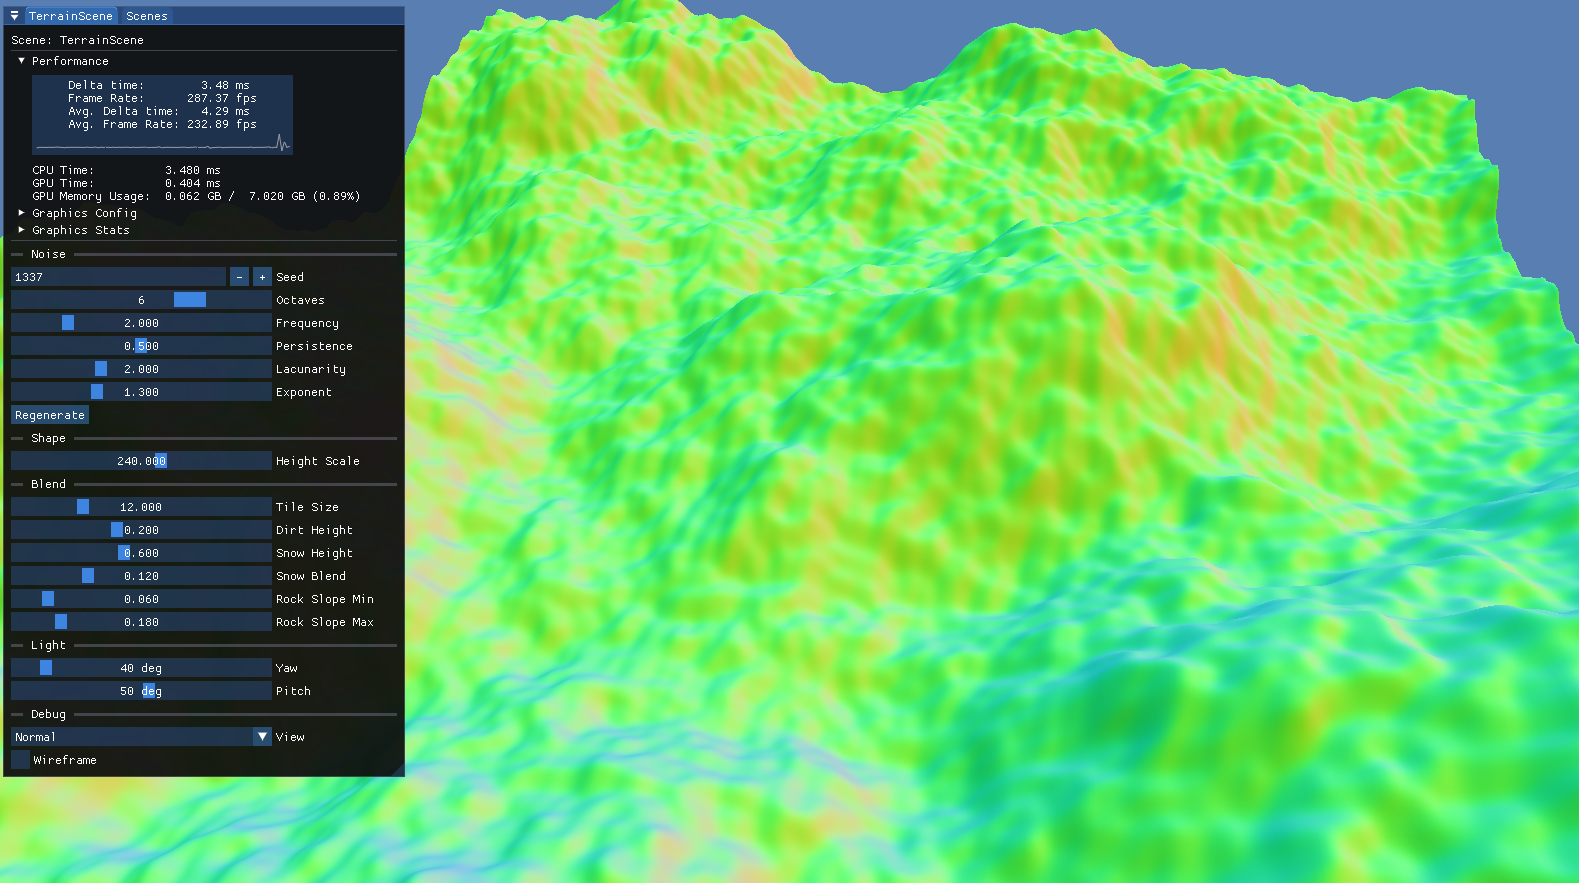 TerrainScene Scenes
Scene: TerrainScene
Performance
Delta time: 3.48 ms
Frame Rate: 287.37 fps
Avg. Delta time: 4.29 ms
Avg. Frame Rate: 232.89 fps
CPU Time: 3.480 ms
GPU Time: 0.404 ms
GPU Memory Usage: 0.062 GB / 7.020 GB (0.89%)
Graphics Config
Graphics Stats
Noise
1337 - + Seed
6 Octaves
2.000 Frequency
0.500 Persistence
2.000 Lacunarity
1.300 Exponent
Regenerate
Shape
240.000 Height Scale
Blend
12.000 Tile Size
0.200 Dirt Height
0.600 Snow Height
0.120 Snow Blend
0.060 Rock Slope Min
0.180 Rock Slope Max
Light
40 deg Yaw
50 deg Pitch
Debug
Normal View
Wireframe